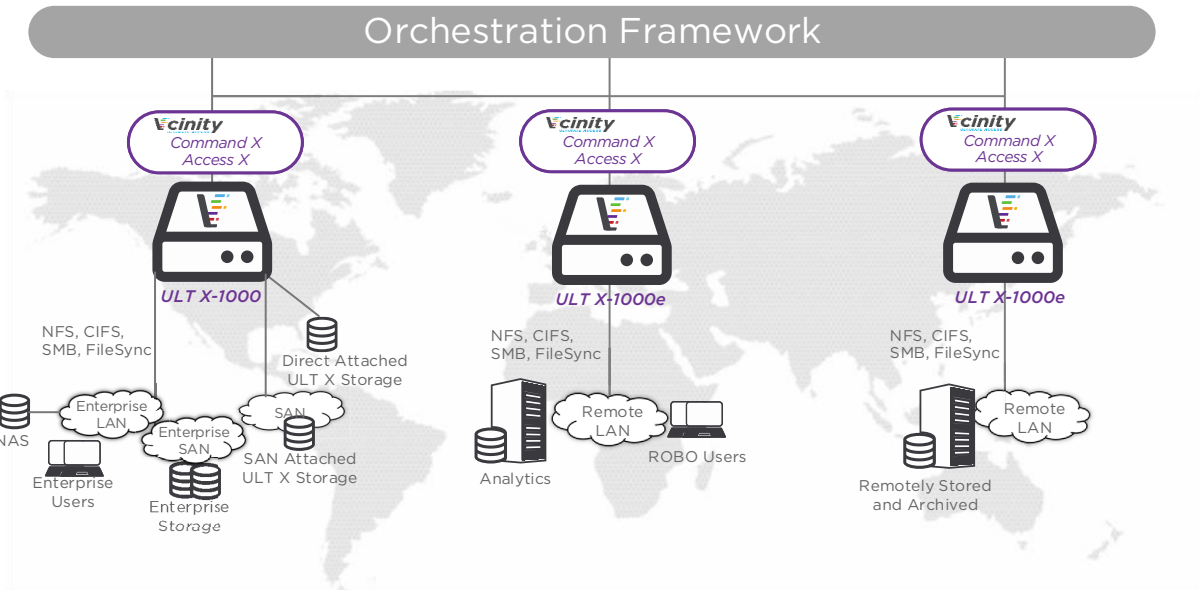 Orchestration Framework
Vcinity
Command X
Access X
ULT X-1000
NFS, CIFS,
SMB, FileSync
Direct Attached
ULT X Storage
NAS
Enterprise
LAN
Enterprise
Users
Enterprise
SAN
Enterprise
Storage
SAN
SAN Attached
ULT X Storage
Vcinity
Command X
Access X
ULT X-1000e
NFS, CIFS,
SMB, FileSync
Analytics
Remote
LAN
ROBO Users
Vcinity
Command X
Access X
ULT X-1000e
NFS, CIFS,
SMB, FileSync
Remote
LAN
Remotely Stored
and Archived